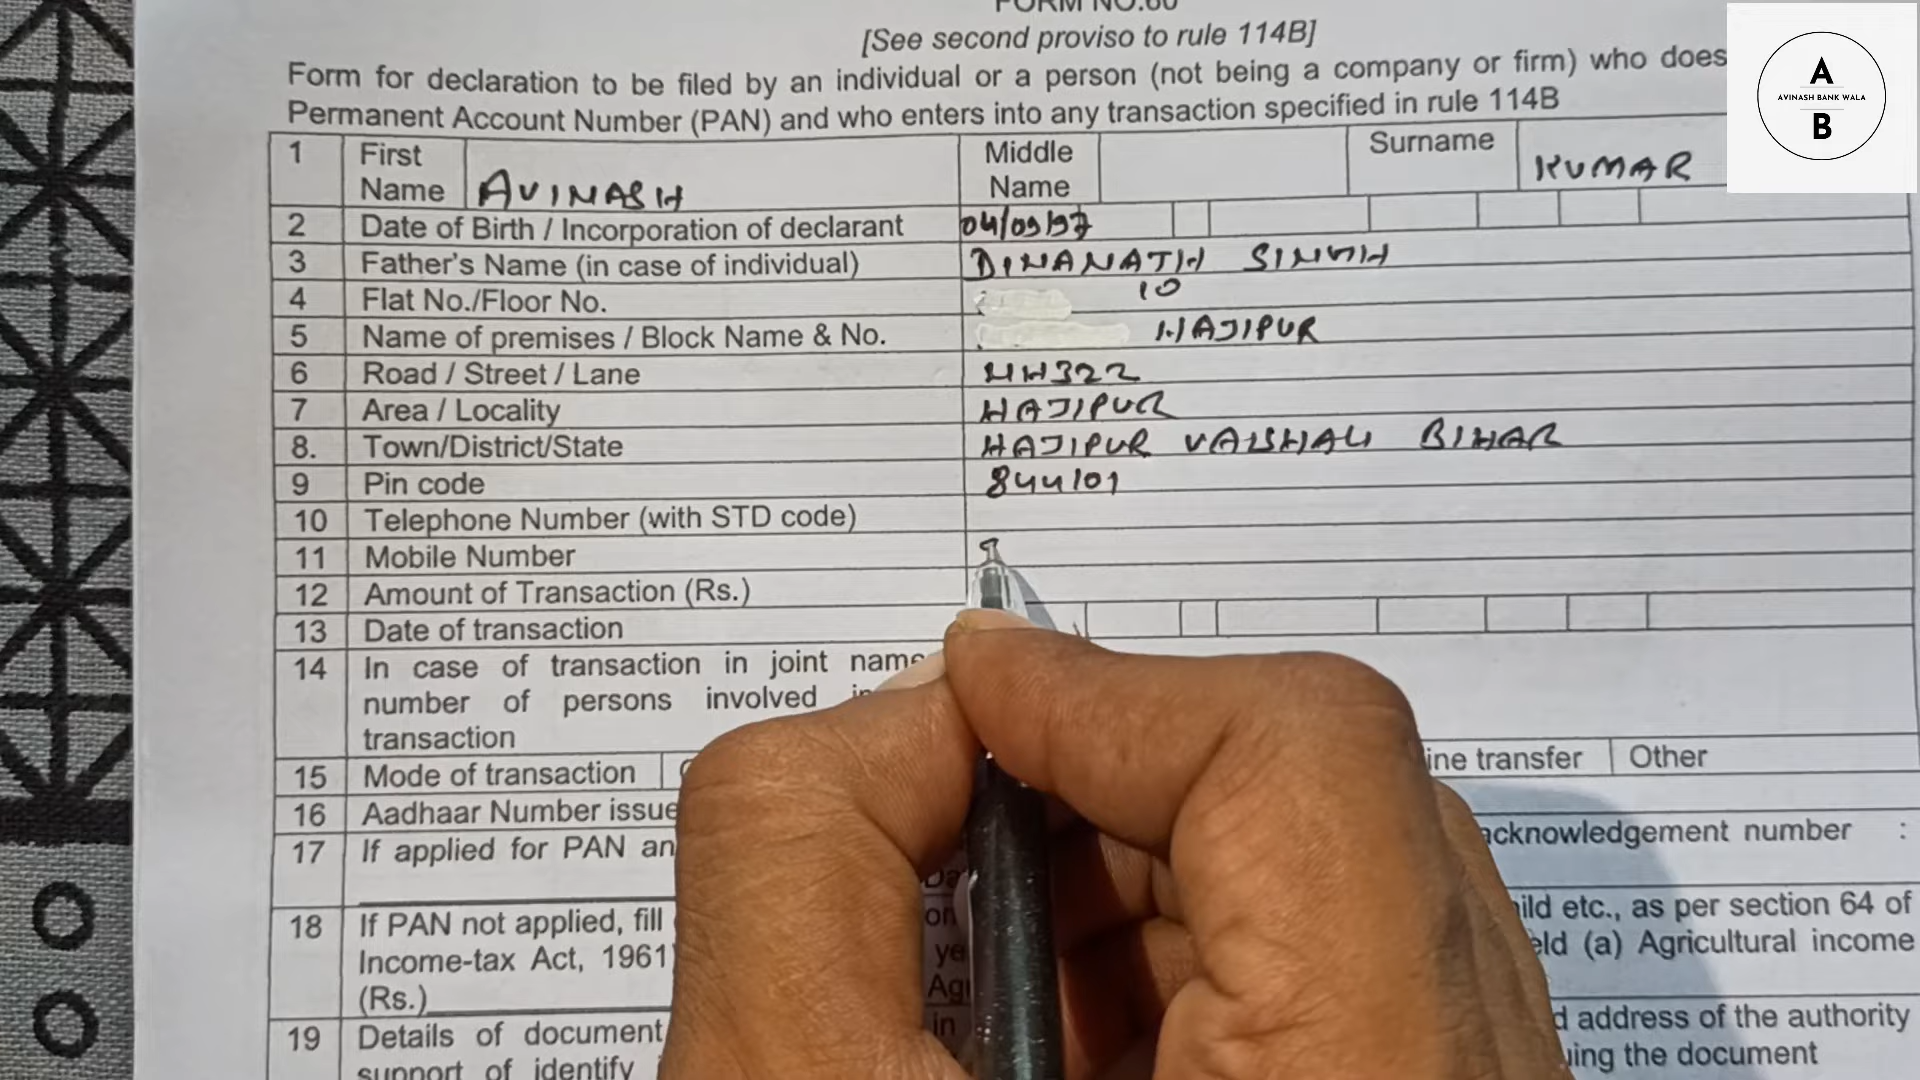 FORM NO.60
[See second proviso to rule 114B]
Form for declaration to be filed by an individual or a person (not being a company or firm) who does
Permanent Account Number (PAN) and who enters into any transaction specified in rule 114B
A
AVINASH BANK WALA
B
1 First Name AVINASH Middle Name Surname KUMAR
2 Date of Birth / Incorporation of declarant 04/09/97
3 Father's Name (in case of individual) DINANATH SINGH
4 Flat No./Floor No. 10
5 Name of premises / Block Name & No. HAJIPUR
6 Road / Street / Lane NH322
7 Area / Locality HAJIPUR
8. Town/District/State HAJIPUR VAISHALI BIHAR
9 Pin code 844101
10 Telephone Number (with STD code)
11 Mobile Number
12 Amount of Transaction (Rs.)
13 Date of transaction
14 In case of transaction in joint
number of persons involved
transaction
15 Mode of transaction transfer Other
16 Aadhaar Number
17 If applied for PAN acknowledgement number :
18 If PAN not applied, fill etc., as per section 64 of
Income-tax Act, 1961 (a) Agricultural income
(Rs.)
19 Details of document address of the authority
support of identify the document